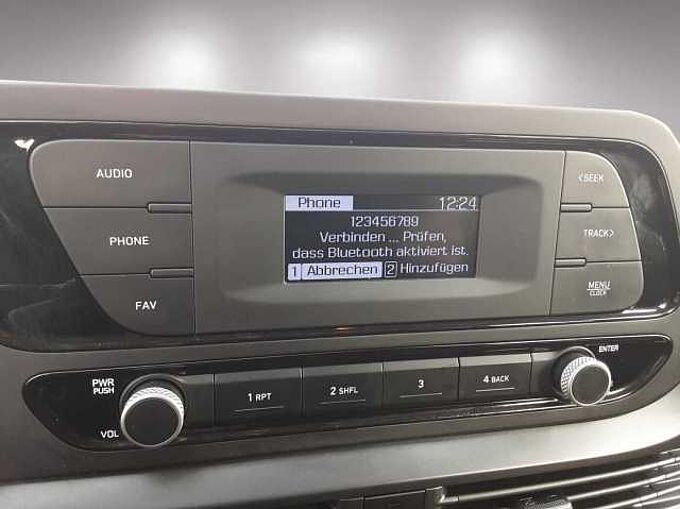 AUDIO
PHONE
FAV
Phone 12:24
123456789
Verbinden ... Prüfen,
dass Bluetooth aktiviert ist.
1 Abbrechen 2 Hinzufügen
<SEEK
TRACK>
MENU
CLOCK
PWR
PUSH
VOL
1 RPT
2 SHFL
3
4 BACK
ENTER